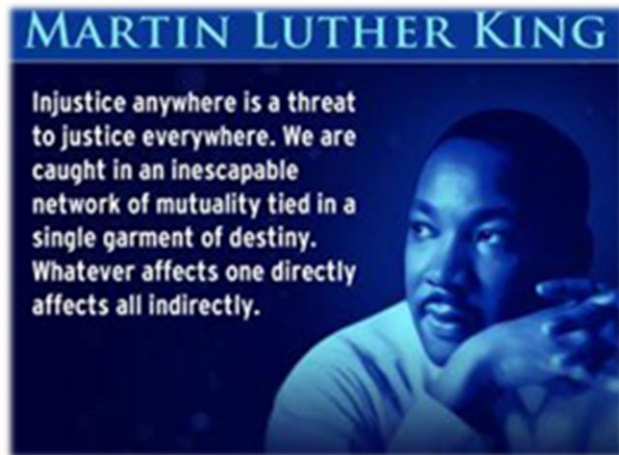 MARTIN LUTHER KING
Injustice anywhere is a threat
to justice everywhere. We are
caught in an inescapable
network of mutuality tied in a
single garment of destiny.
Whatever affects one directly
affects all indirectly.